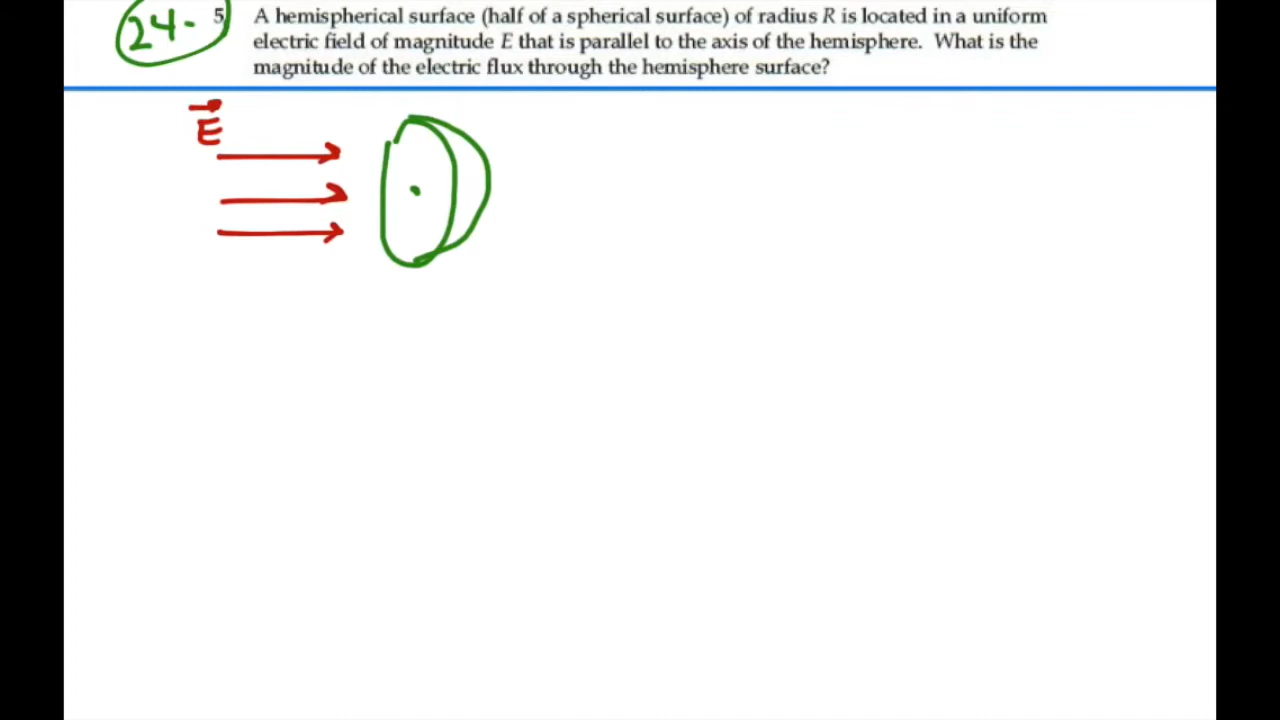 24- 5 A hemispherical surface (half of a spherical surface) of radius R is located in a uniform
electric field of magnitude E that is parallel to the axis of the hemisphere. What is the
magnitude of the electric flux through the hemisphere surface?
E